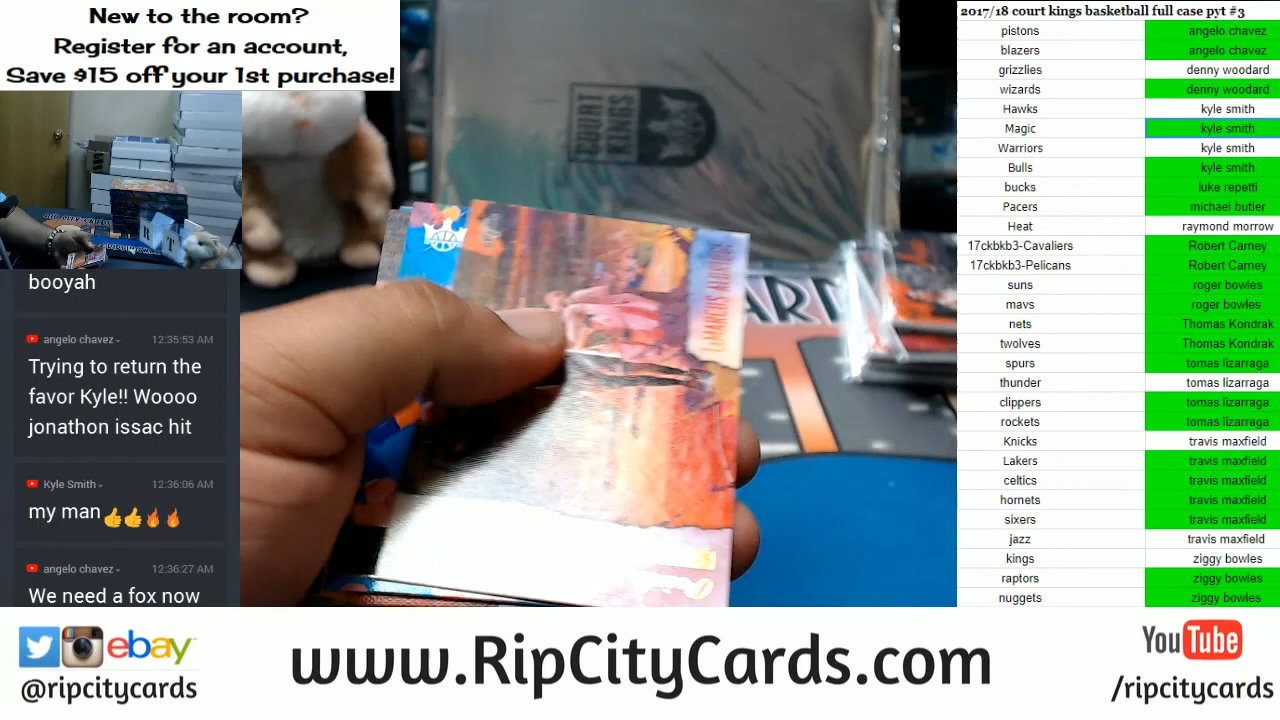 New to the room?
Register for an account,
Save $15 off your 1st purchase!
booyah
angelo chavez
12:35:53 AM
Trying to return the
favor Kyle!! Woooo
jonathon issac hit
Kyle Smith
12:36:06 AM
my man👍👍🔥🔥
angelo chavez
12:36:27 AM
We need a fox now
COURT
KINGS
2017/18 court kings basketball full case pyt #3
pistons angelo chavez
blazers angelo chavez
grizzlies denny woodard
wizards denny woodard
Hawks kyle smith
Magic kyle smith
Warriors kyle smith
Bulls kyle smith
bucks luke repetti
Pacers michael butler
Heat raymond morrow
17ckbkb3-Cavaliers Robert Carney
17ckbkb3-Pelicans Robert Carney
suns roger bowles
mavs roger bowles
nets Thomas Kondrak
twolves Thomas Kondrak
spurs tomas lizarraga
thunder tomas lizarraga
clippers tomas lizarraga
rockets tomas lizarraga
Knicks travis maxfield
Lakers travis maxfield
celtics travis maxfield
hornets travis maxfield
sixers travis maxfield
jazz travis maxfield
kings ziggy bowles
raptors ziggy bowles
nuggets ziggy bowles
ebay
@ripcitycards
www.RipCityCards.com
YouTube
/ripcitycards